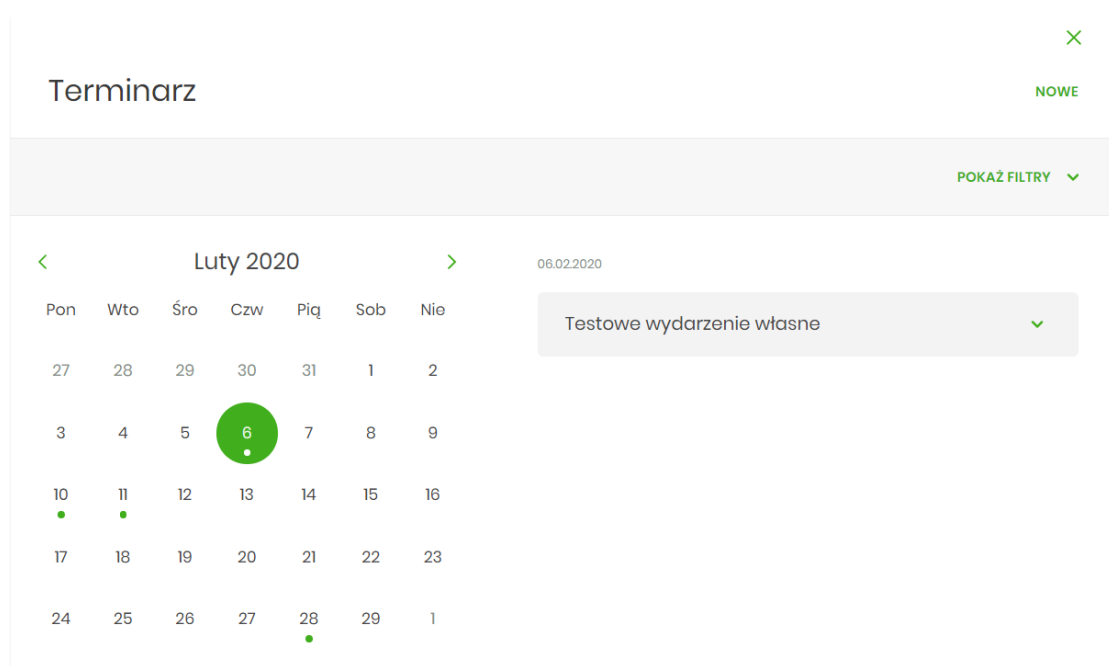 Terminarz
NOWE
POKAŻ FILTRY
Luty 2020
Pon Wto Śro Czw Pią Sob Nie
27 28 29 30 31 1 2
3 4 5 6 7 8 9
10 11 12 13 14 15 16
17 18 19 20 21 22 23
24 25 26 27 28 29 1
06.02.2020
Testowe wydarzenie własne